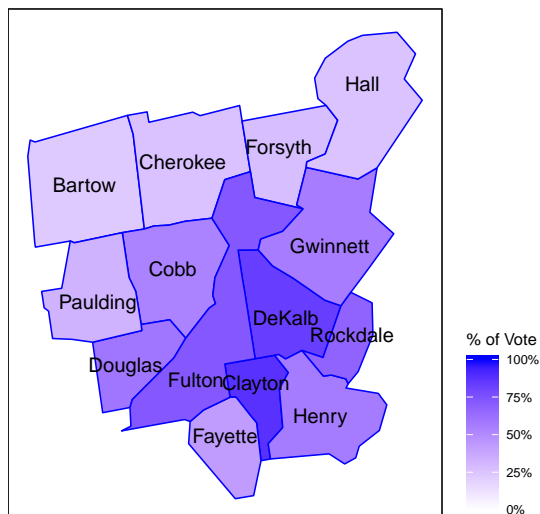 Hall
Forsyth
Cherokee
Bartow
Gwinnett
Cobb
Paulding
DeKalb
Rockdale
Douglas
Fulton
Clayton
Henry
Fayette
% of Vote
100%
75%
50%
25%
0%